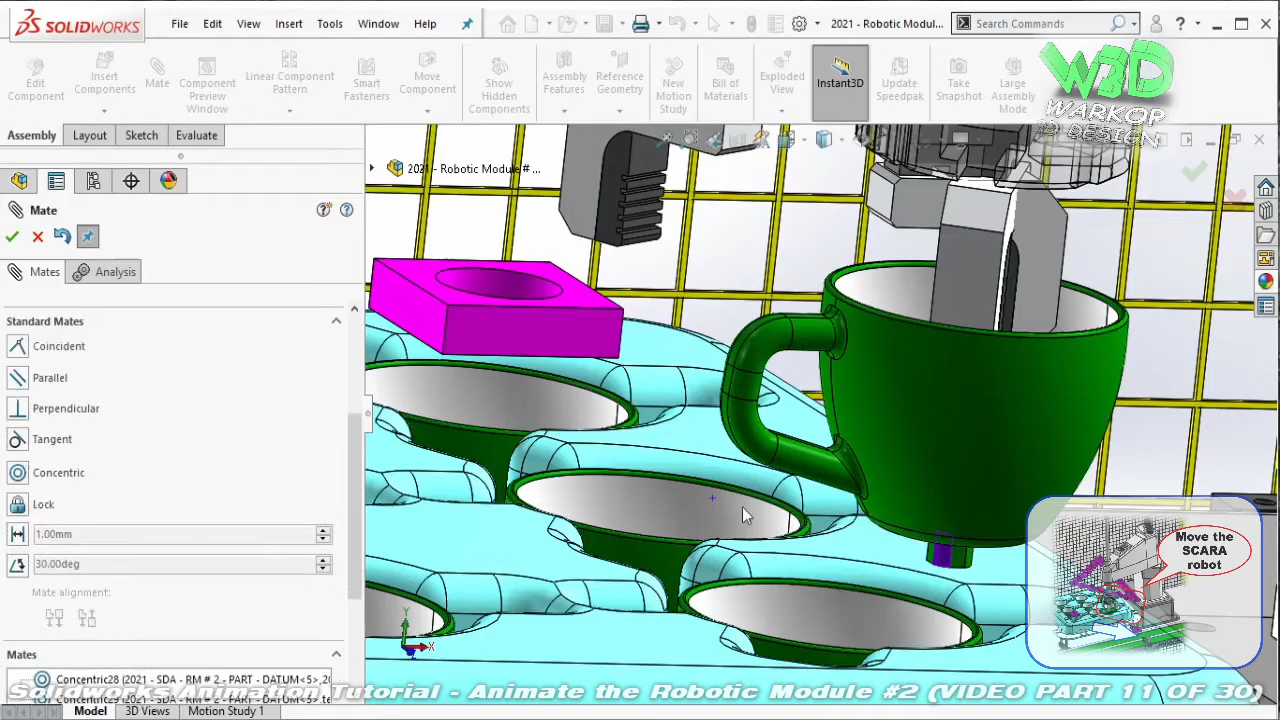 SOLIDWORKS
File Edit View Insert Tools Window Help
2021 - Robotic Modul...
Search Commands
Edit Component
Insert Components
Mate
Component Preview Window
Linear Component Pattern
Smart Fasteners
Move Component
Show Hidden Components
Assembly Features
Reference Geometry
New Motion Study
Bill of Materials
Exploded View
Instant3D
Update Speedpak
Take Snapshot
Large Assembly Mode
W3D
WARKOP
3D DESIGN
Assembly Layout Sketch Evaluate
2021 - Robotic Module # ...
Mate
Mates Analysis
Standard Mates
Coincident
Parallel
Perpendicular
Tangent
Concentric
Lock
1.00mm
30.00deg
Mate alignment:
Mates
Concentric28 (2021 - SDA - RM # 2 - PART - DATUM<5>,20
Move the
SCARA
robot
Y
X
Solidworks Animation Tutorial - Animate the Robotic Module #2 (VIDEO PART 11 OF 30)
Model 3D Views Motion Study 1